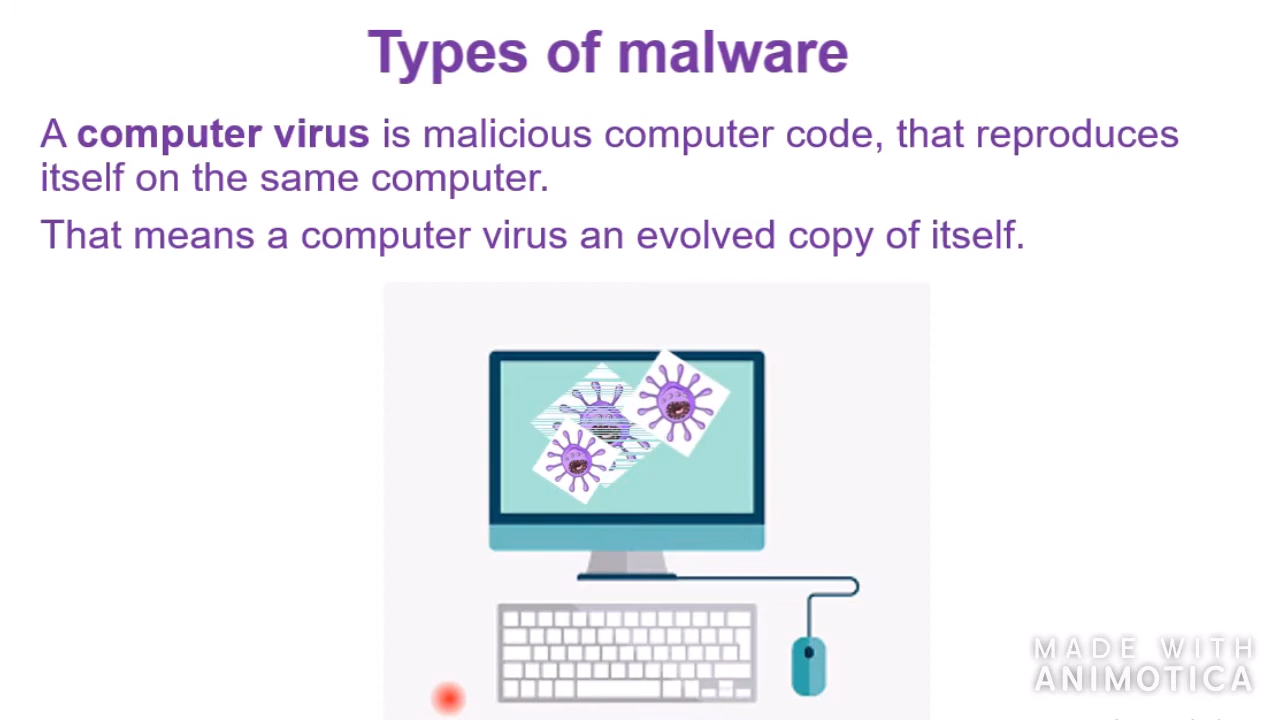 Types of malware
A computer virus is malicious computer code, that reproduces
itself on the same computer.
That means a computer virus an evolved copy of itself.
MADE WITH
ANIMOTICA